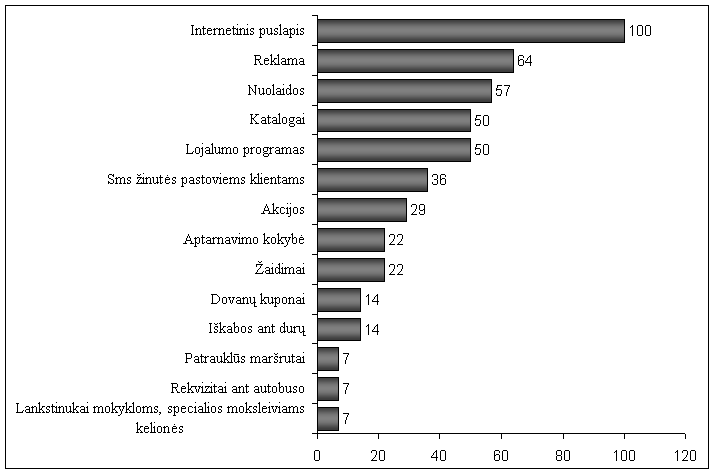 Internetinis puslapis 100
Reklama 64
Nuolaidos 57
Katalogai 50
Lojalumo programas 50
Sms žinutės pastoviems klientams 36
Akcijos 29
Aptarnavimo kokybė 22
Žaidimai 22
Dovanų kuponai 14
Iškabos ant durų 14
Patrauklūs maršrutai 7
Rekvizitai ant autobuso 7
Lankstinukai mokykloms, specialios moksleiviams
kelionės 7
0 20 40 60 80 100 120